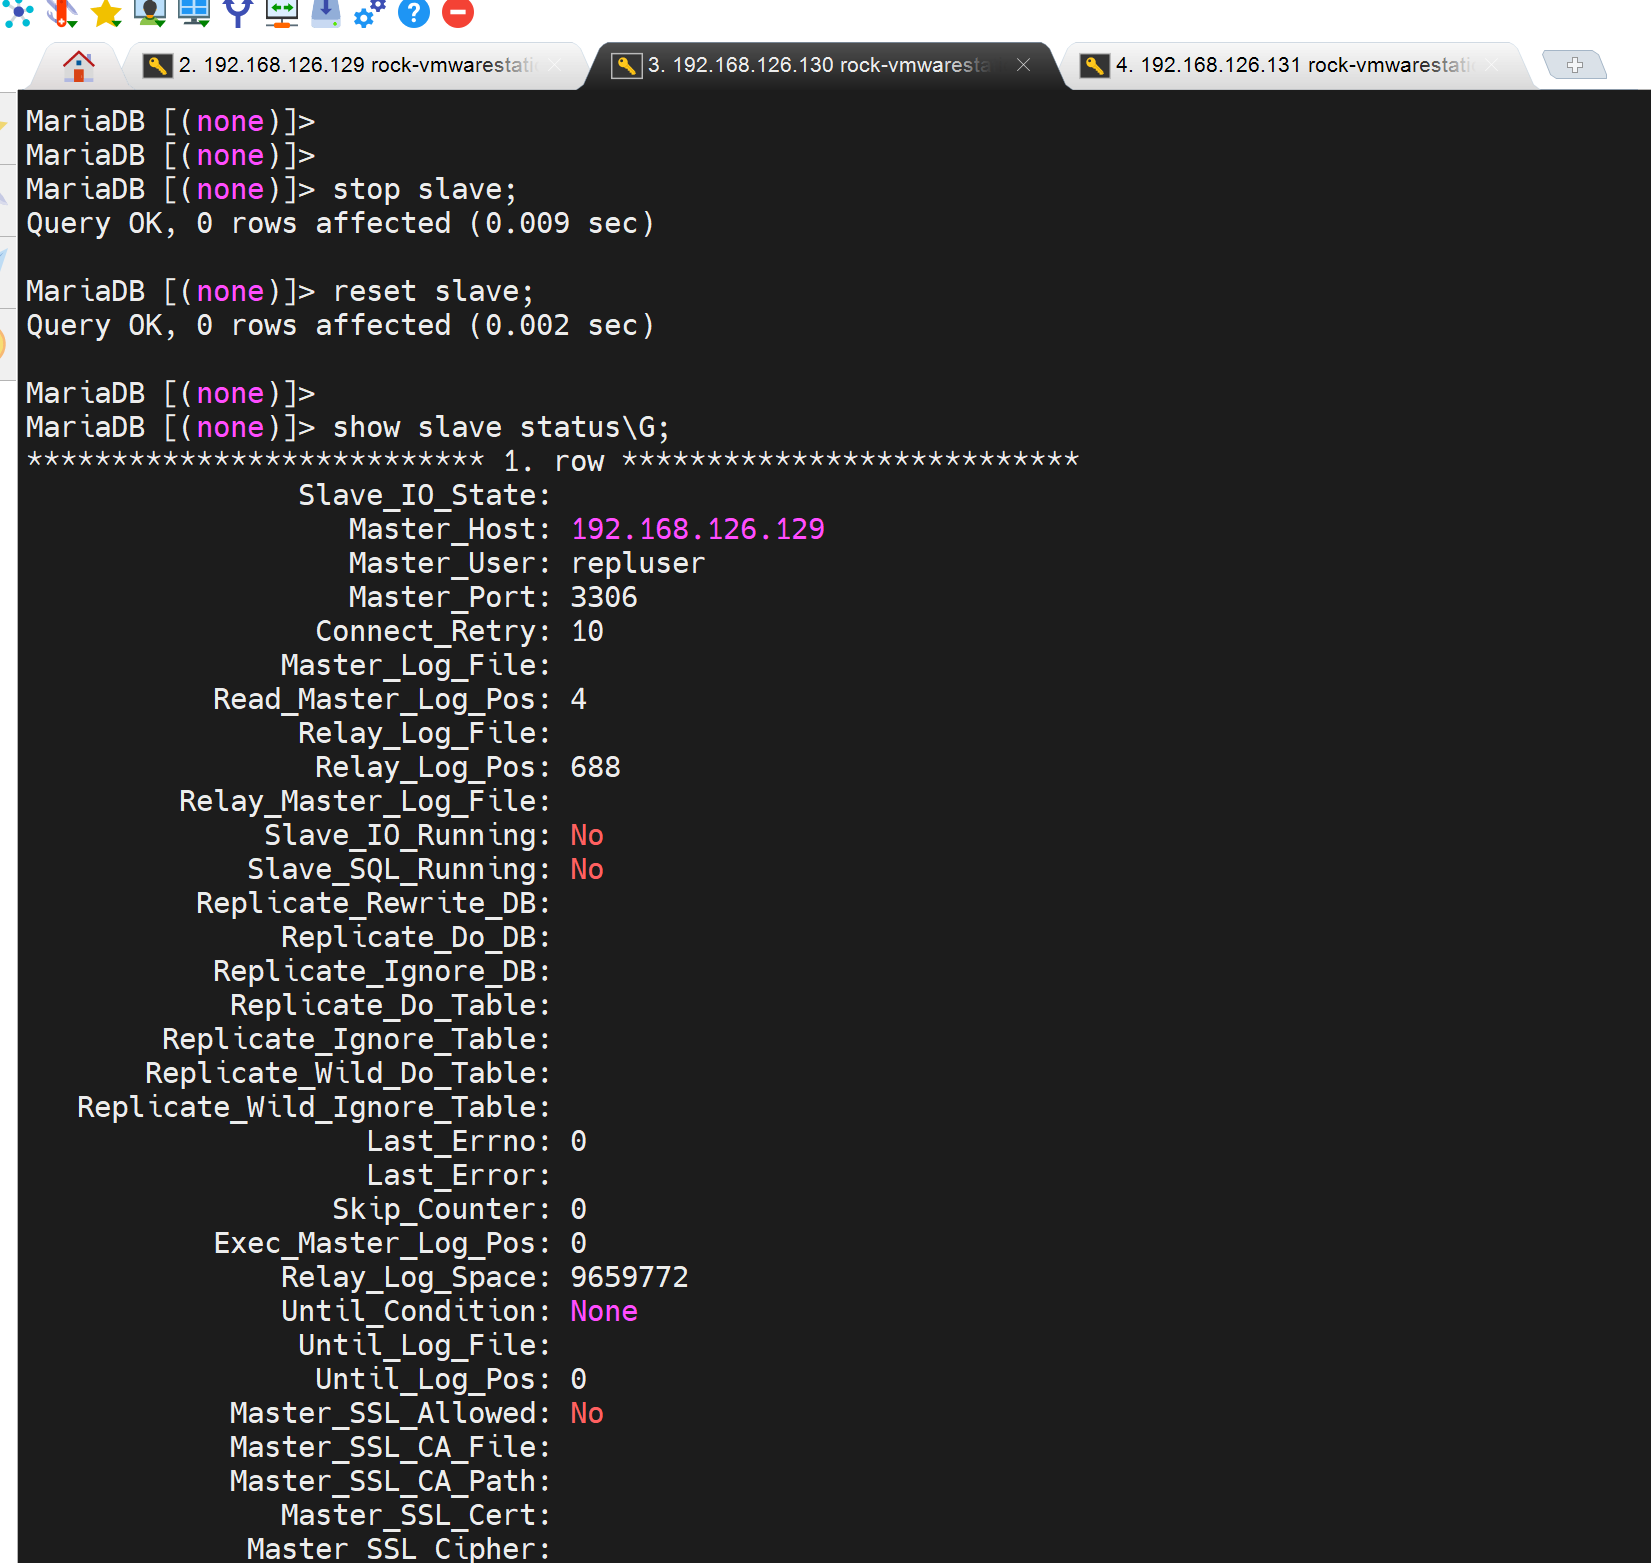 2. 192.168.126.129 rock-vmwarestati
3. 192.168.126.130 rock-vmwaresta
4. 192.168.126.131 rock-vmwarestati
MariaDB [(none)]>
MariaDB [(none)]>
MariaDB [(none)]> stop slave;
Query OK, 0 rows affected (0.009 sec)
MariaDB [(none)]> reset slave;
Query OK, 0 rows affected (0.002 sec)
MariaDB [(none)]>
MariaDB [(none)]> show slave status\G;
*************************** 1. row ***************************
Slave_IO_State:
Master_Host: 192.168.126.129
Master_User: repluser
Master_Port: 3306
Connect_Retry: 10
Master_Log_File:
Read_Master_Log_Pos: 4
Relay_Log_File:
Relay_Log_Pos: 688
Relay_Master_Log_File:
Slave_IO_Running: No
Slave_SQL_Running: No
Replicate_Rewrite_DB:
Replicate_Do_DB:
Replicate_Ignore_DB:
Replicate_Do_Table:
Replicate_Ignore_Table:
Replicate_Wild_Do_Table:
Replicate_Wild_Ignore_Table:
Last_Errno: 0
Last_Error:
Skip_Counter: 0
Exec_Master_Log_Pos: 0
Relay_Log_Space: 9659772
Until_Condition: None
Until_Log_File:
Until_Log_Pos: 0
Master_SSL_Allowed: No
Master_SSL_CA_File:
Master_SSL_CA_Path:
Master_SSL_Cert:
Master_SSL_Cipher: